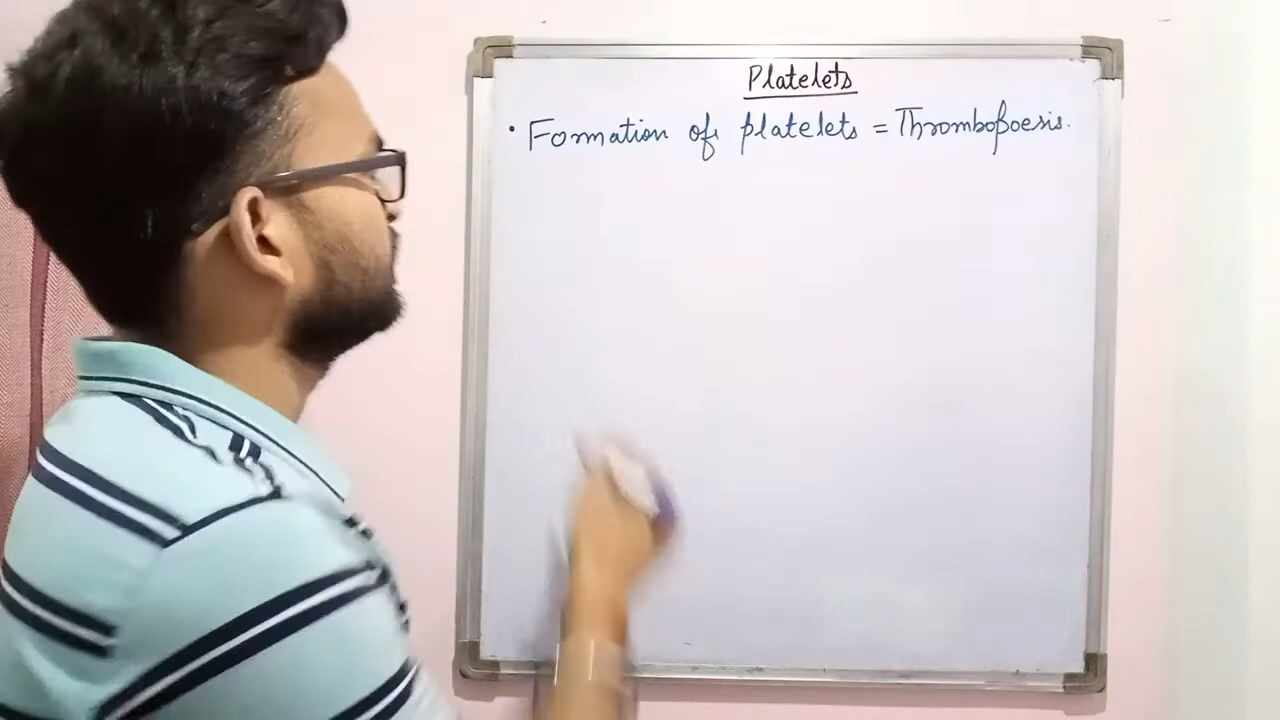 Platelets
• Formation of platelets = Thrombopoesis.